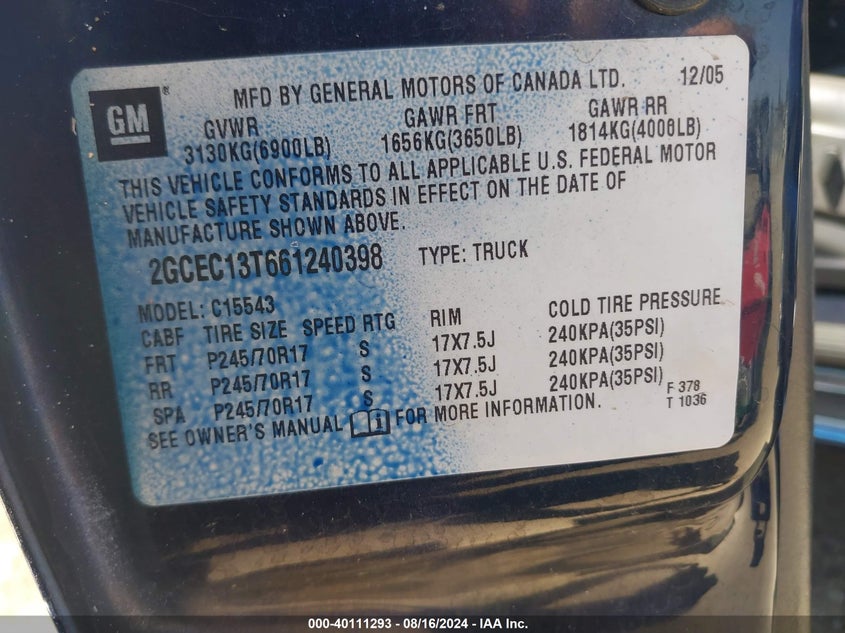 GM
MFD BY GENERAL MOTORS OF CANADA LTD. 12/05
GVWR GAWR FRT GAWR RR
3130KG(6900LB) 1656KG(3650LB) 1814KG(4000LB)
THIS VEHICLE CONFORMS TO ALL APPLICABLE U.S. FEDERAL MOTOR
VEHICLE SAFETY STANDARDS IN EFFECT ON THE DATE OF
MANUFACTURE SHOWN ABOVE.
2GCEC13T661240398 TYPE: TRUCK
MODEL: C15543
CABF TIRE SIZE SPEED RTG RIM COLD TIRE PRESSURE
FRT P245/70R17 S 17X7.5J 240KPA(35PSI)
RR P245/70R17 S 17X7.5J 240KPA(35PSI)
SPA P245/70R17 S 17X7.5J 240KPA(35PSI)
SEE OWNER'S MANUAL FOR MORE INFORMATION.
F 378
T 1036
000-40111293 - 08/16/2024 - IAA Inc.